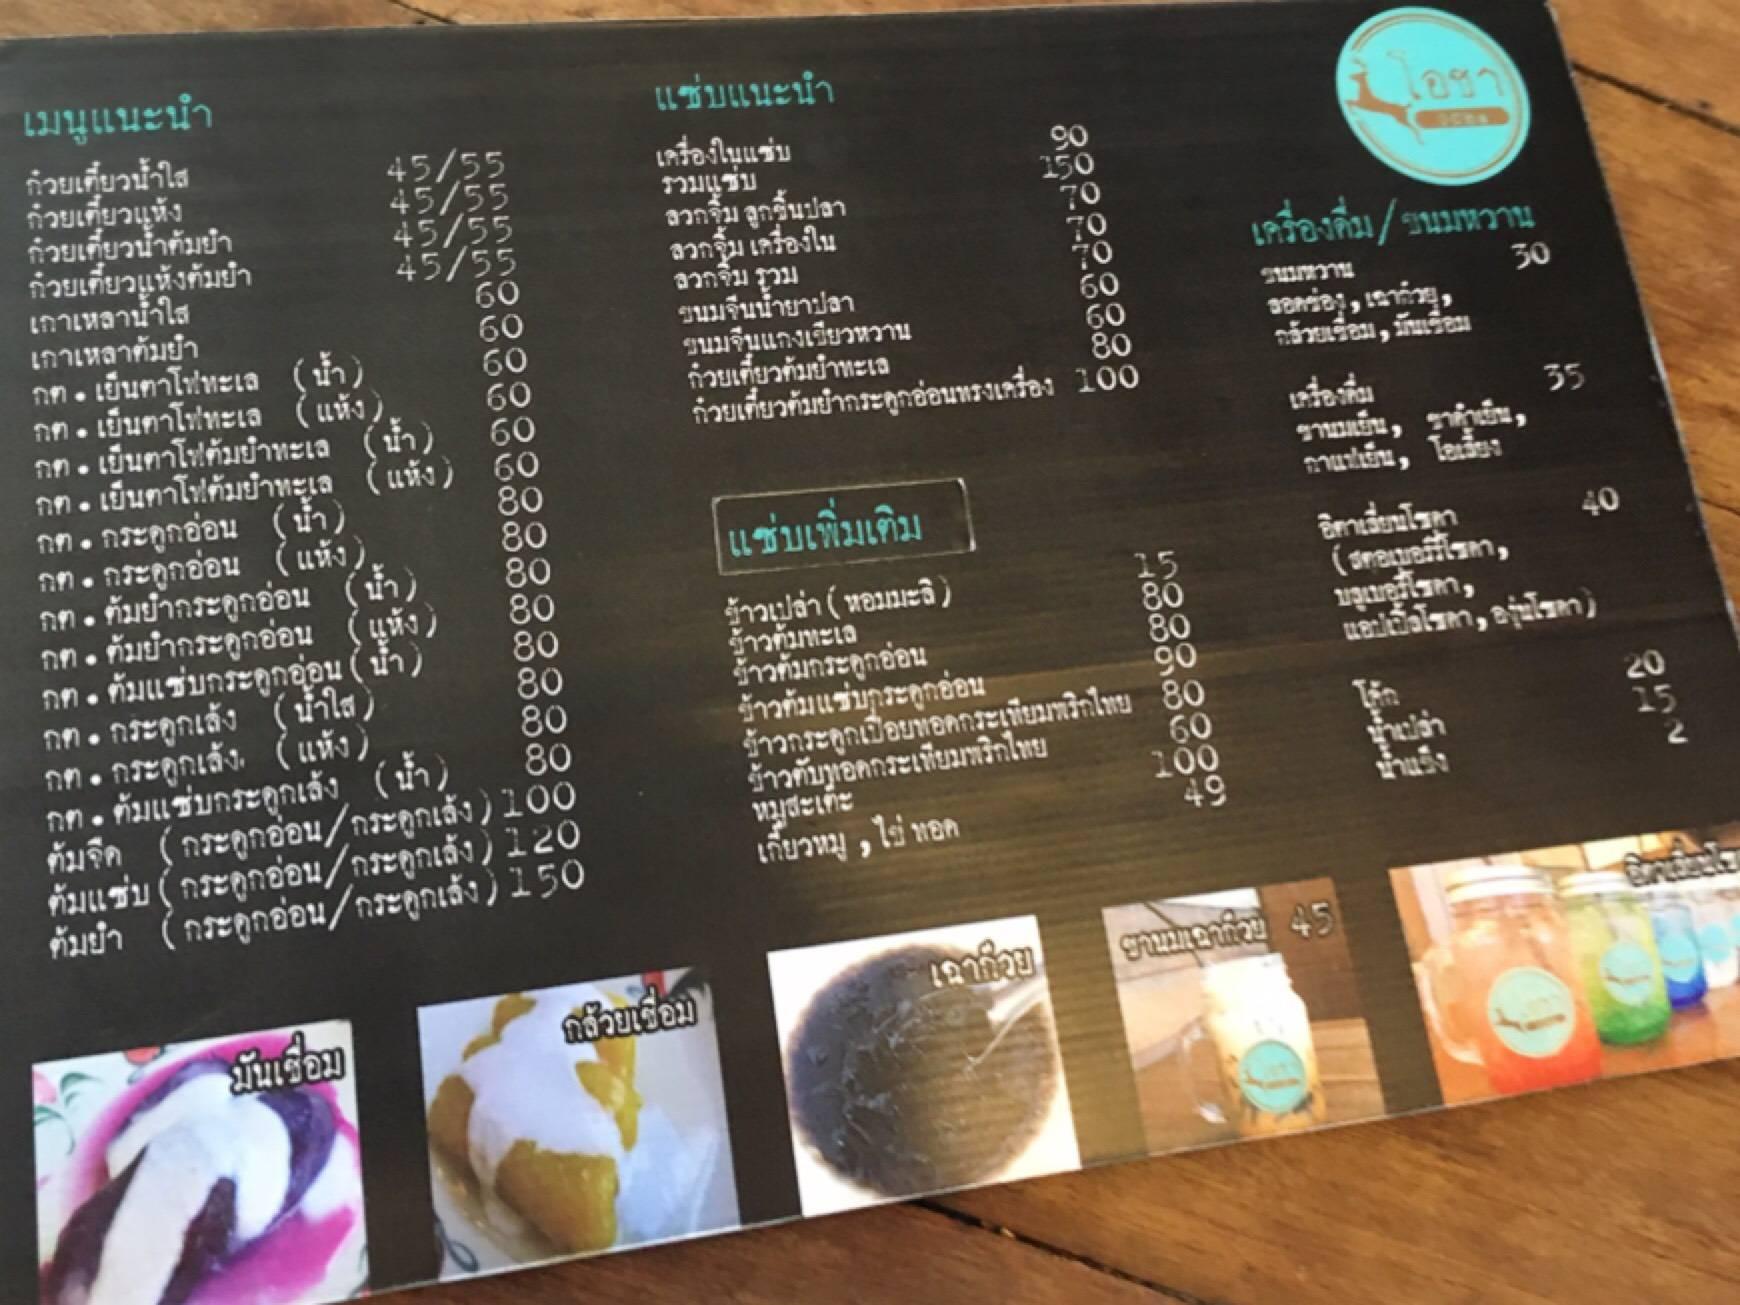 เมนูแนะนำ
ก๋วยเตี๋ยวน้ำใส 45/55
ก๋วยเตี๋ยวแห้ง 45/55
ก๋วยเตี๋ยวน้ำต้มยำ 45/55
ก๋วยเตี๋ยวแห้งต้มยำ 45/55
เกาเหลาน้ำใส 60
เกาเหลาต้มยำ 60
กต.เย็นตาโฟทะเล (น้ำ) 60
กต.เย็นตาโฟทะเล (แห้ง) 60
กต.เย็นตาโฟต้มยำทะเล (น้ำ) 60
กต.เย็นตาโฟต้มยำทะเล (แห้ง) 60
กต.กระดูกอ่อน (น้ำ) 80
กต.กระดูกอ่อน (แห้ง) 80
กต.ต้มยำกระดูกอ่อน (น้ำ) 80
กต.ต้มยำกระดูกอ่อน (แห้ง) 80
กต.ต้มแซ่บกระดูกอ่อน(น้ำ) 80
กต.กระดูกเล้ง (น้ำใส) 80
กต.กระดูกเล้ง. (แห้ง) 80
กต.ต้มแซ่บกระดูกเล้ง (น้ำ) 80
ต้มจืด (กระดูกอ่อน/กระดูกเล้ง) 100
ต้มแซ่บ (กระดูกอ่อน/กระดูกเล้ง) 120
ต้มยำ (กระดูกอ่อน/กระดูกเล้ง) 150
แซ่บแนะนำ
เครื่องในแซ่บ 90
รวมแซ่บ 150
ลวกจิ้ม ลูกชิ้นปลา 70
ลวกจิ้ม เครื่องใน 70
ลวกจิ้ม รวม 70
ขนมจีนน้ำยาปลา 60
ขนมจีนแกงเขียวหวาน 60
ก๋วยเตี๋ยวต้มยำทะเล 80
ก๋วยเตี๋ยวต้มยำกระดูกอ่อนทรงเครื่อง 100
แซ่บเพิ่มเติม
ข้าวเปล่า(หอมมะลิ) 15
ข้าวต้มทะเล 80
ข้าวต้มกระดูกอ่อน 80
ข้าวต้มแซ่บกระดูกอ่อน 90
ข้าวกระดูกเปื่อยทอดกระเทียมพริกไทย 80
ข้าวตับทอดกระเทียมพริกไทย 60
หมูสะเต๊ะ 100
เกี๊ยวหมู ,ไข่ ทอด 49
โอชา
OCHA
เครื่องดื่ม/ขนมหวาน
ขนมหวาน 30
ลอดช่อง,เฉาก๊วย,
กล้วยเชื่อม,มันเชื่อม
เครื่องดื่ม 35
ชานมเย็น, ชาดำเย็น,
กาแฟเย็น, โอเลี้ยง
อิตาเลี่ยนโซดา 40
(สตอเบอร์รี่โซดา,
บลูเบอรี่โซดา,
แอปเปิ้ลโซดา,องุ่นโซดา)
โค้ก 20
น้ำเปล่า 15
น้ำแข็ง 2
มันเชื่อม
กล้วยเชื่อม
เฉาก๊วย
ชานมเฉาก๊วย 45
อิตาเลี่ยนโซ